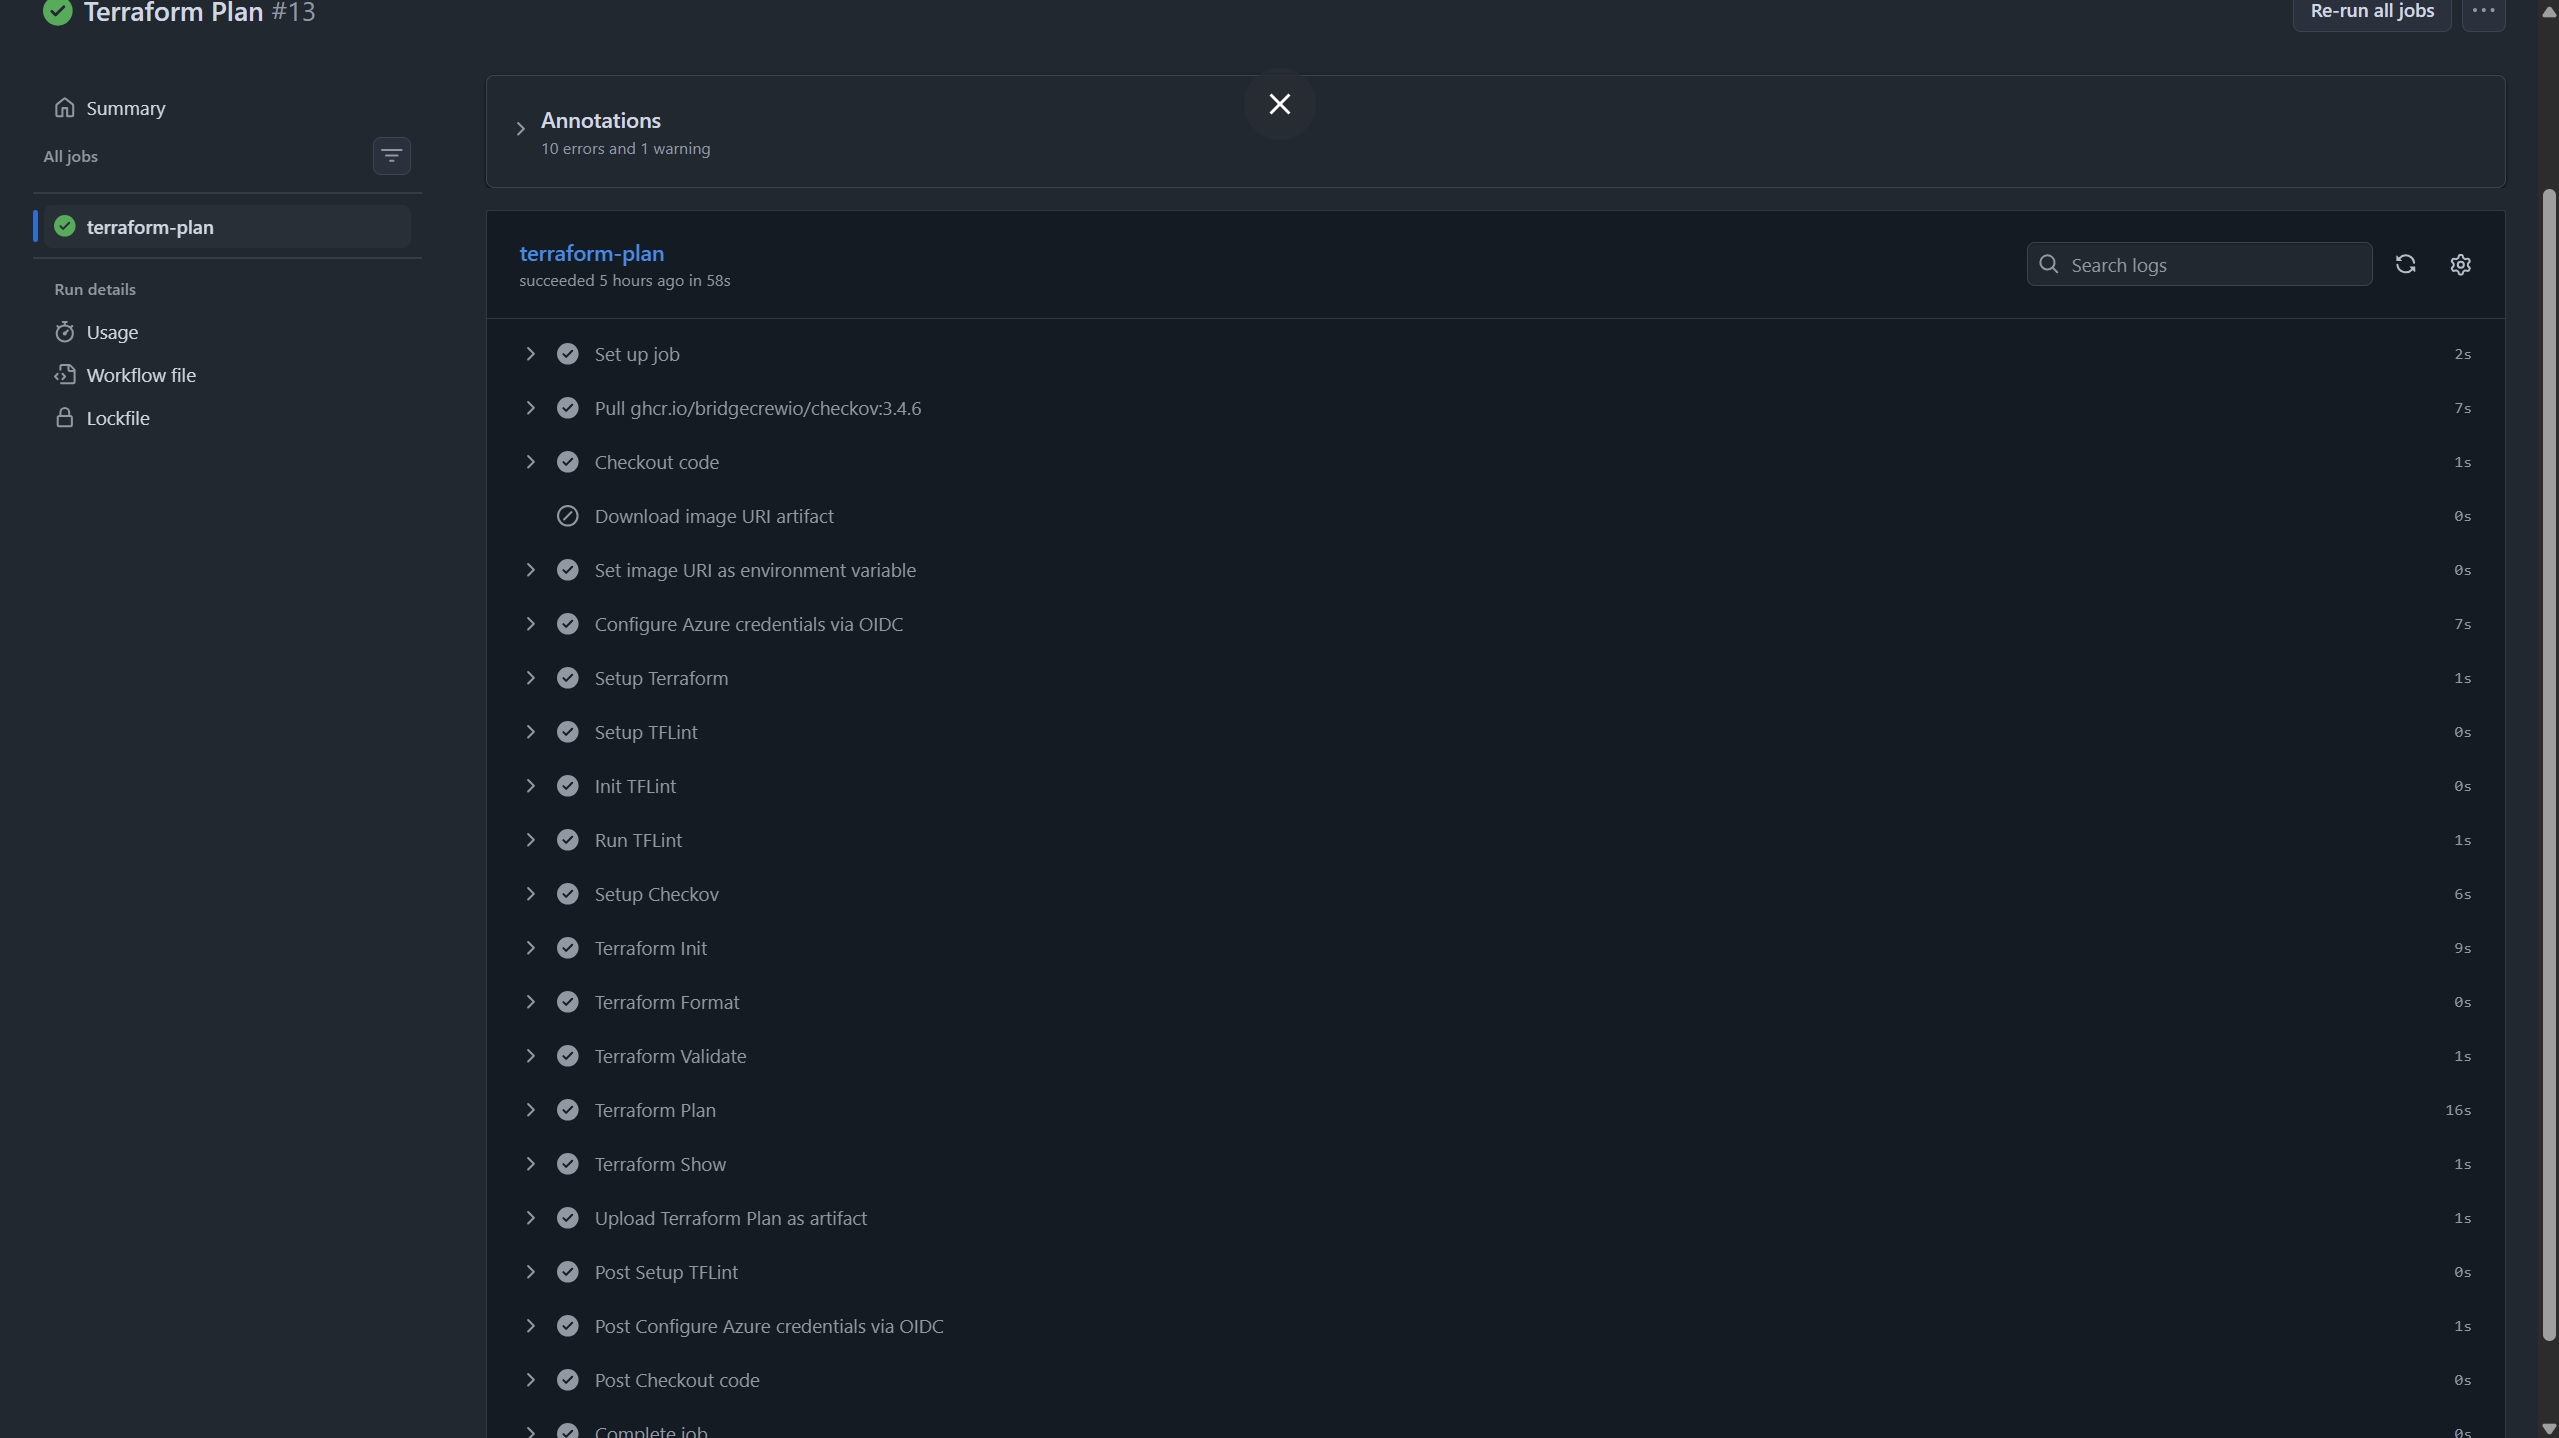 Terraform Plan #13
Re-run all jobs
Summary
All jobs
terraform-plan
Run details
Usage
Workflow file
Lockfile
Annotations
10 errors and 1 warning
terraform-plan
succeeded 5 hours ago in 58s
Search logs
Set up job 2s
Pull ghcr.io/bridgecrewio/checkov:3.4.6 7s
Checkout code 1s
Download image URI artifact 0s
Set image URI as environment variable 0s
Configure Azure credentials via OIDC 7s
Setup Terraform 1s
Setup TFLint 0s
Init TFLint 0s
Run TFLint 1s
Setup Checkov 6s
Terraform Init 9s
Terraform Format 0s
Terraform Validate 1s
Terraform Plan 16s
Terraform Show 1s
Upload Terraform Plan as artifact 1s
Post Setup TFLint 0s
Post Configure Azure credentials via OIDC 1s
Post Checkout code 0s
Complete job 0s